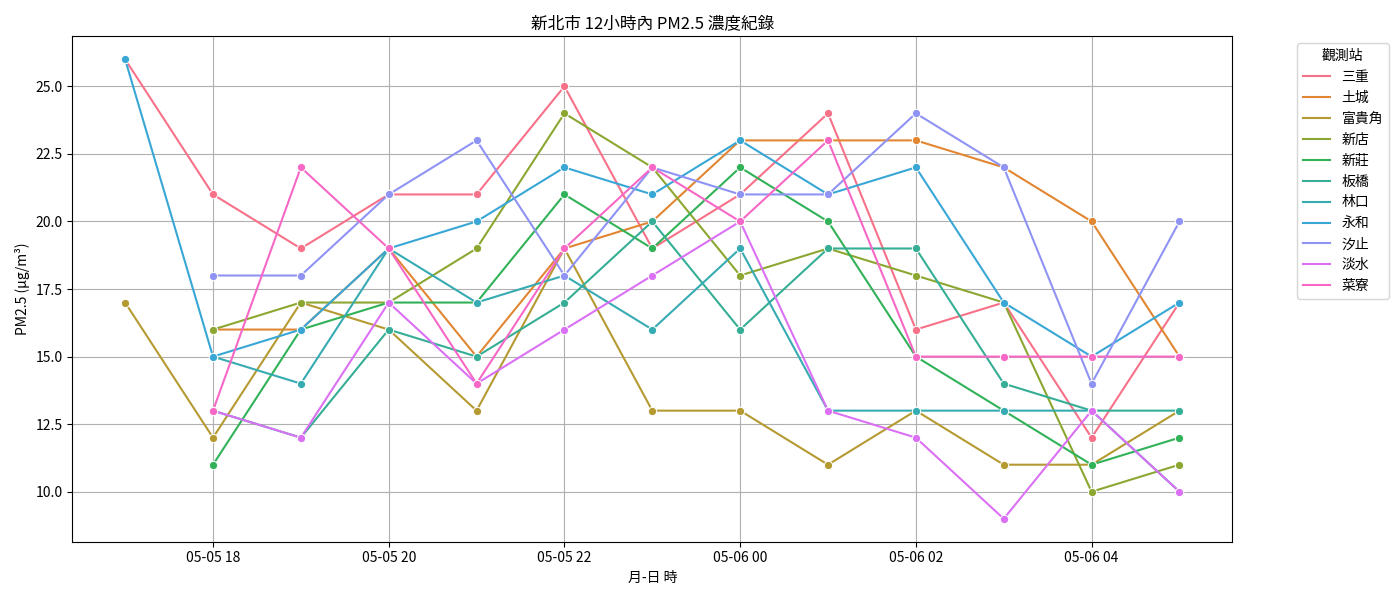 新北市 12小時內 PM2.5 濃度紀錄
觀測站
三重
土城
富貴角
新店
新莊
板橋
林口
永和
汐止
淡水
菜寮
PM2.5 (μg/m³)
25.0
22.5
20.0
17.5
15.0
12.5
10.0
05-05 18
05-05 20
05-05 22
05-06 00
05-06 02
05-06 04
月-日 時